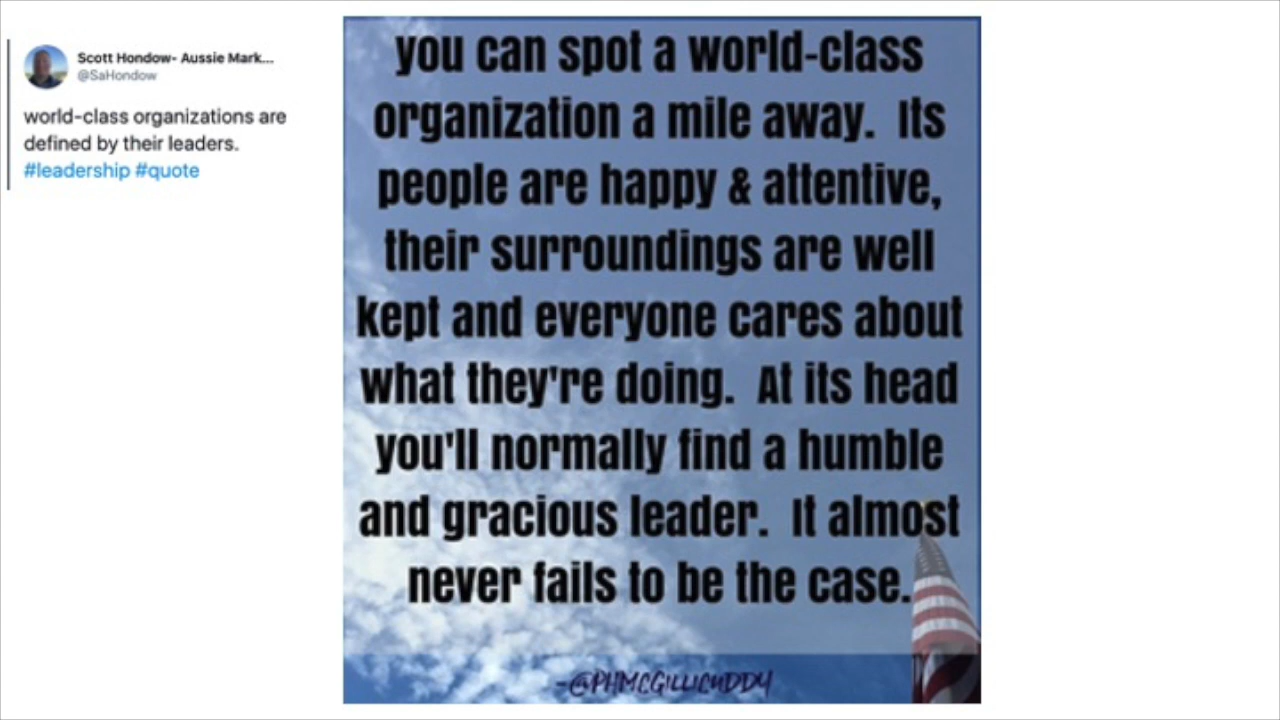 Scott Hondow- Aussie Mark...
@SaHondow
world-class organizations are
defined by their leaders.
#leadership #quote
you can spot a world-class
organization a mile away. Its
people are happy & attentive,
their surroundings are well
kept and everyone cares about
what they're doing. At its head
you'll normally find a humble
and gracious leader. It almost
never fails to be the case.
-@PHMCGILLICUDDY